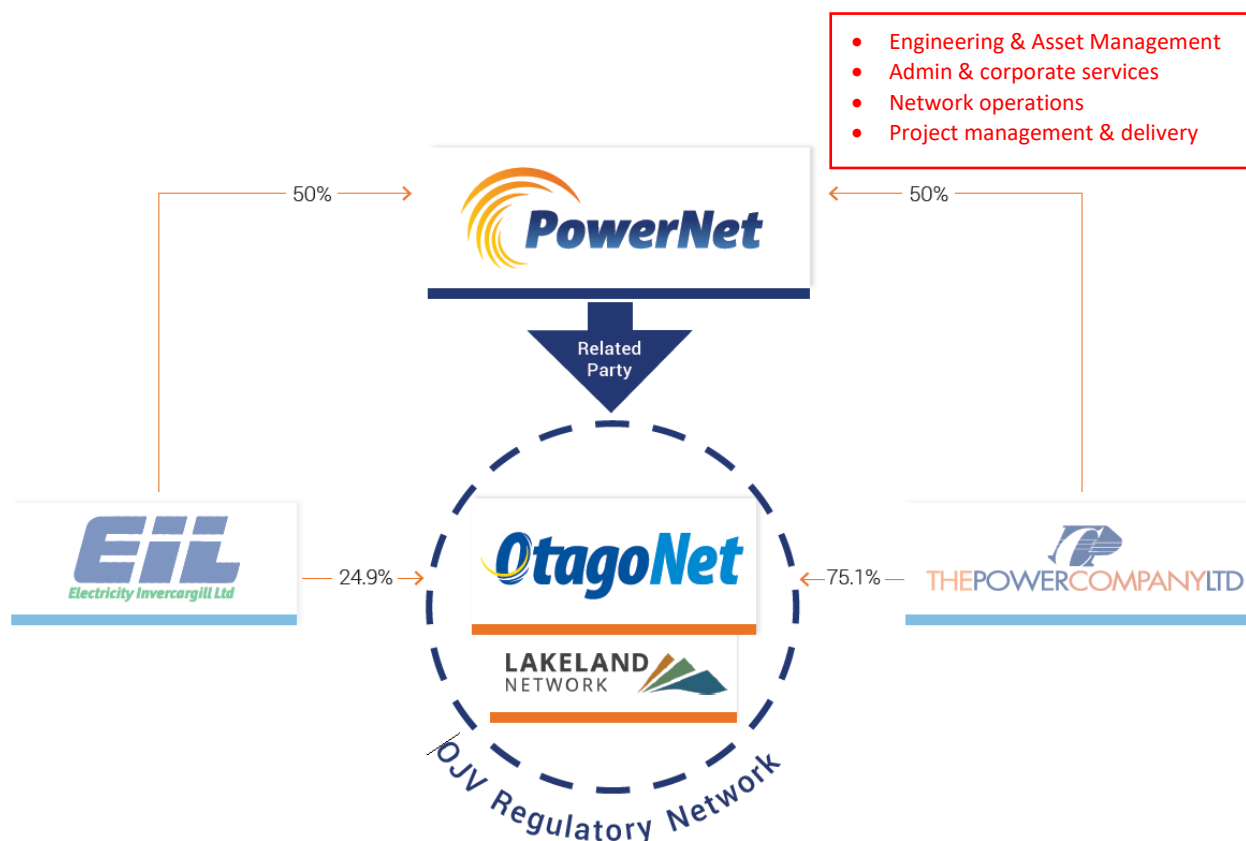 • Engineering & Asset Management
• Admin & corporate services
• Network operations
• Project management & delivery
50%
50%
PowerNet
Related
Party
EIL
Electricity Invercargill Ltd
24.9%
OtagoNet
75.1%
THEPOWERCOMPANYLTD
LAKELAND
NETWORK
OJV Regulatory Network